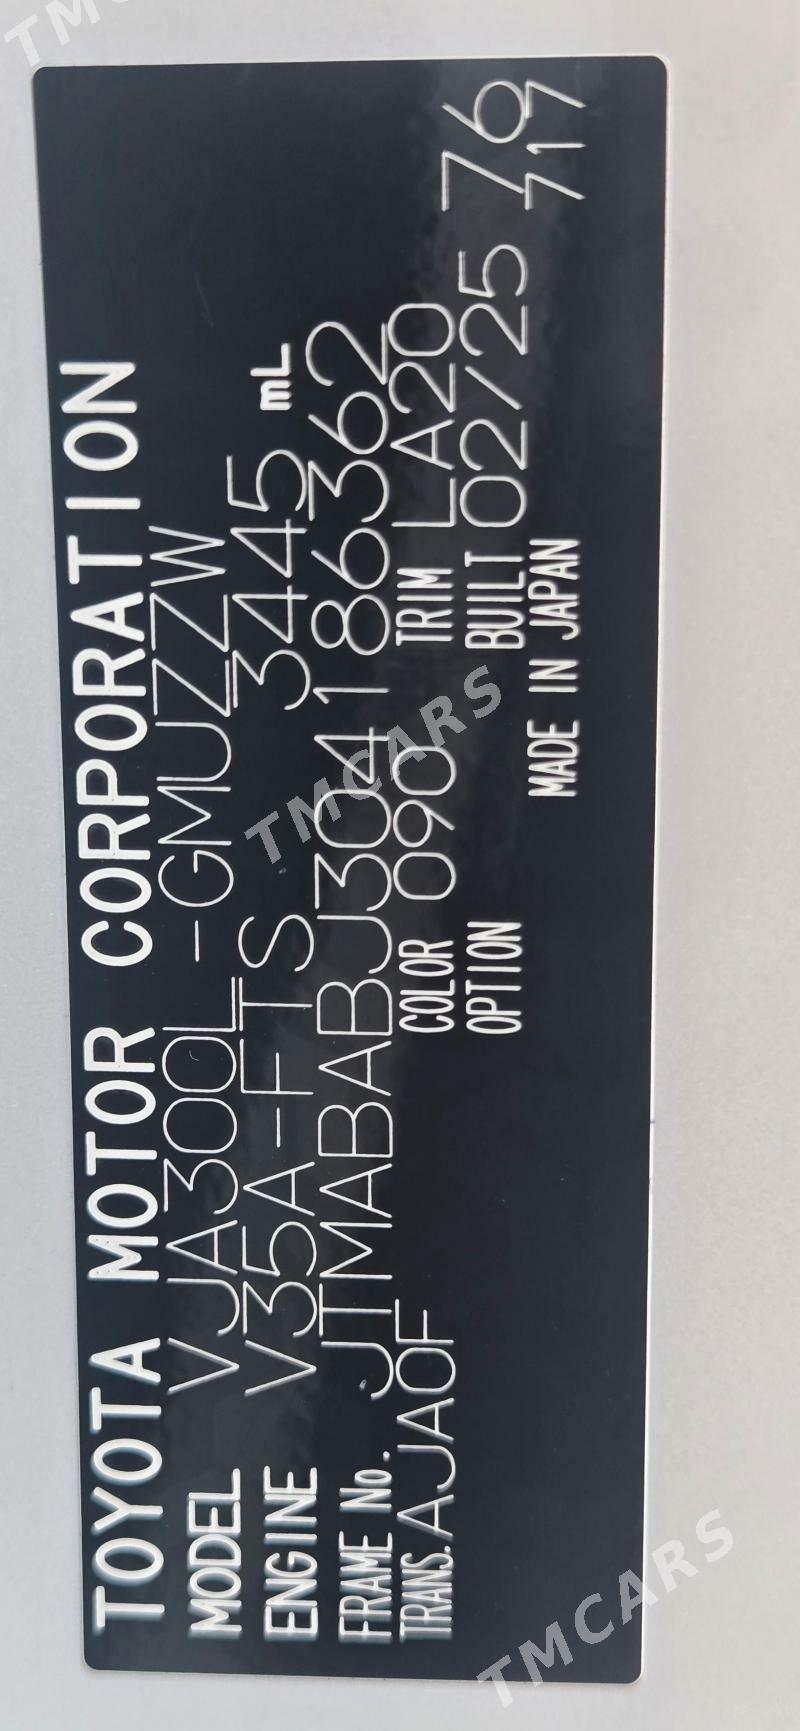 TOYOTA MOTOR CORPORATION
MODEL VJA300L-GMUZZW
ENGINE V35A-FTS 3445 mL
FRAME No. JTMABABJ304186362
TRANS. AJA0F COLOR 090 TRIM LA20
OPTION BUILT 02/25 76
MADE IN JAPAN 717
TMCARS
TMCARS
TMC